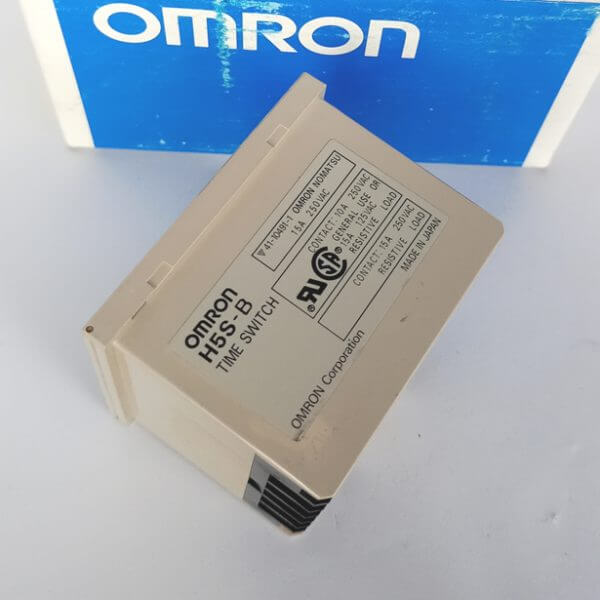 OMRON
OMRON
H5S-B
TIME SWITCH
▼41-10491-1 OMRON NOMATSU
15A 250VAC
CONTACT:10A 250VAC
GENERAL USE OR
15A 125VAC
RESISTIVE LOAD
CONTACT:15A 250VAC
RESISTIVE LOAD
MADE IN JAPAN
OMRON Corporation